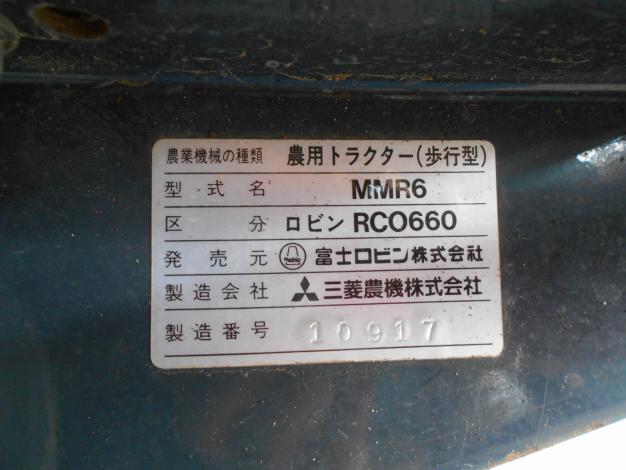 農業機械の種類 農用トラクター(歩行型)
型式名 MMR6
区分 ロビン RCO660
発売元 富士ロビン株式会社
製造会社 三菱農機株式会社
製造番号 10917